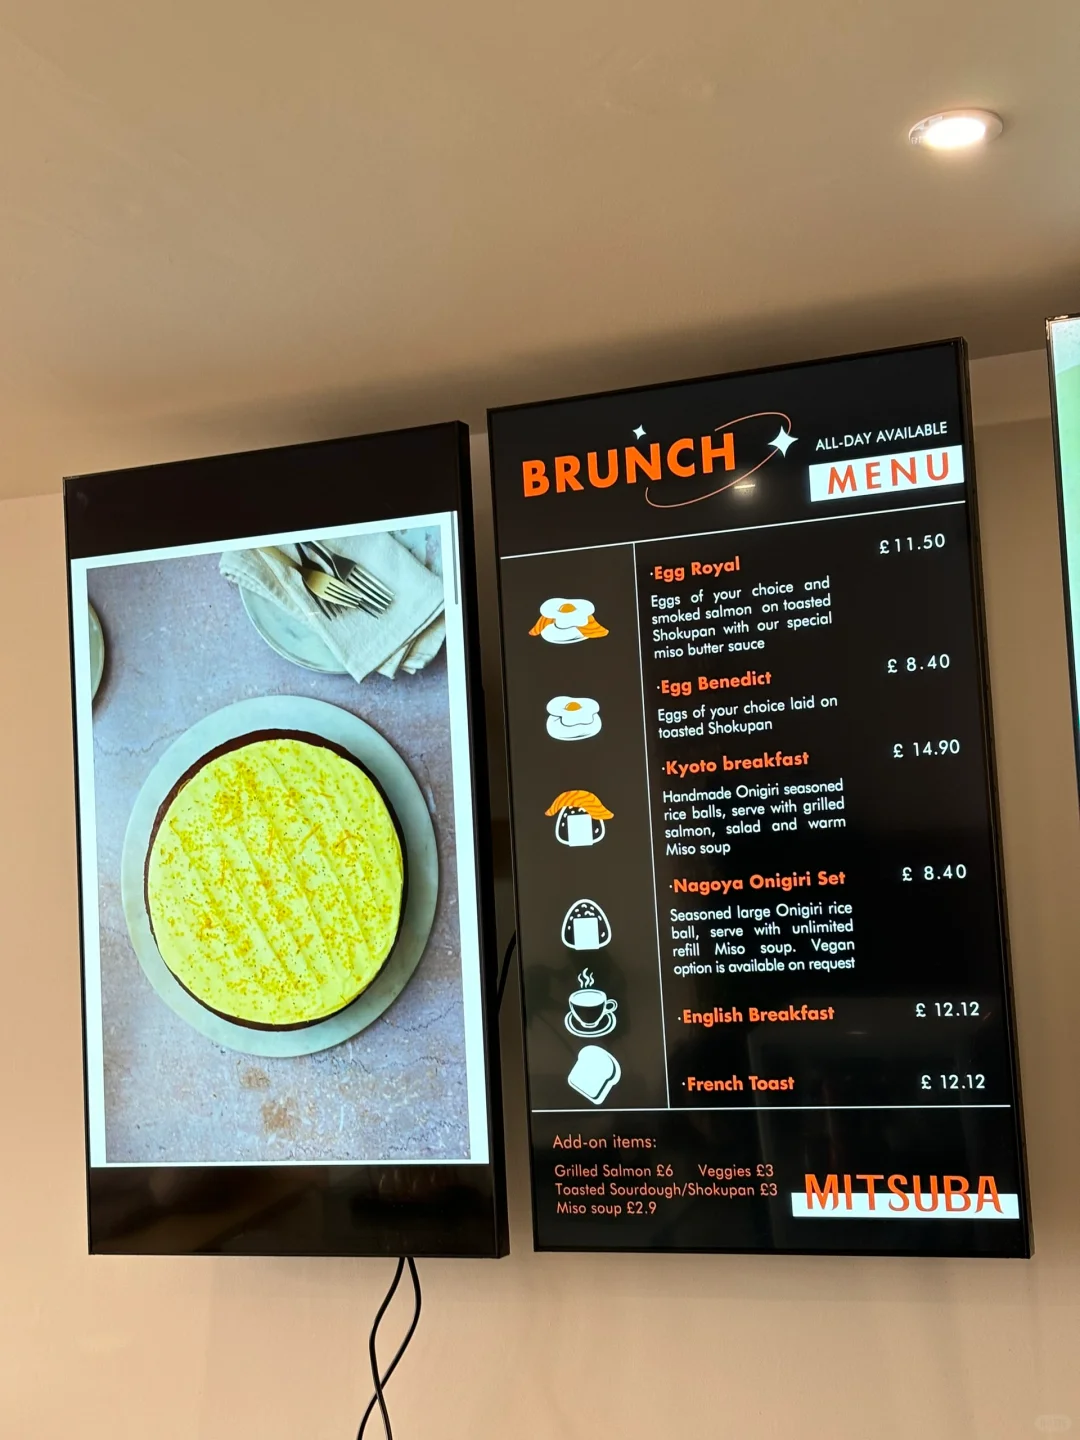 BRUNCH
ALL-DAY AVAILABLE
MENU
·Egg Royal £11.50
Eggs of your choice and
smoked salmon on toasted
Shokupan with our special
miso butter sauce
·Egg Benedict £ 8.40
Eggs of your choice laid on
toasted Shokupan
·Kyoto breakfast £ 14.90
Handmade Onigiri seasoned
rice balls, serve with grilled
salmon, salad and warm
Miso soup
·Nagoya Onigiri Set £ 8.40
Seasoned large Onigiri rice
ball, serve with unlimited
refill Miso soup. Vegan
option is available on request
·English Breakfast £ 12.12
·French Toast £ 12.12
Add-on items:
Grilled Salmon £6 Veggies £3
Toasted Sourdough/Shokupan £3
Miso soup £2.9
MITSUBA